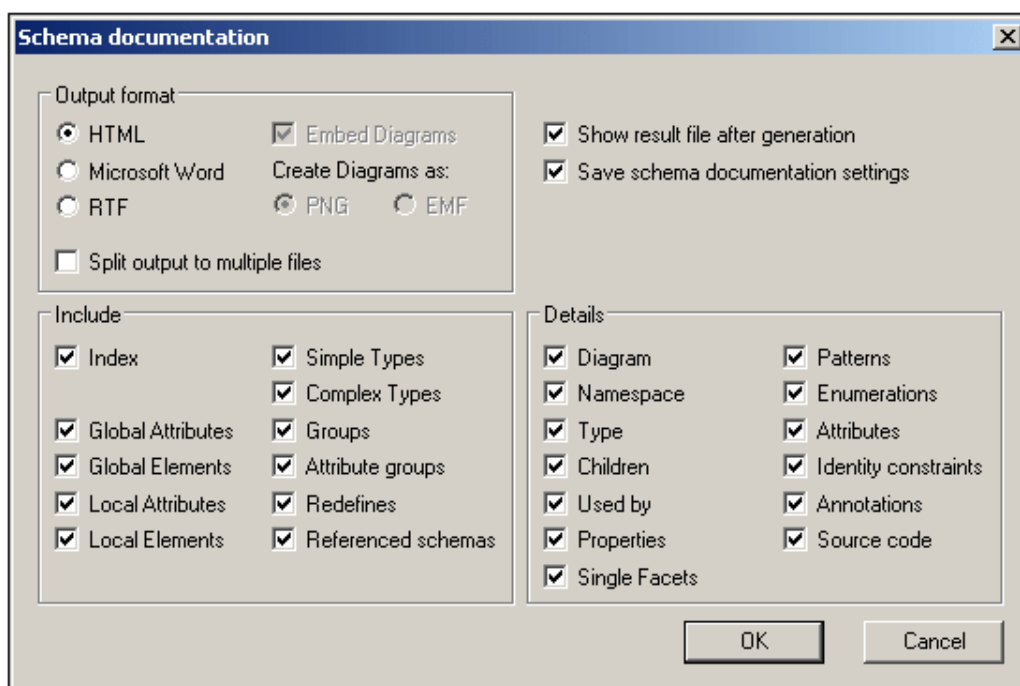 Schema documentation
Output format
HTML
Embed Diagrams
Microsoft Word
Create Diagrams as:
RTF
PNG
EMF
Split output to multiple files
Show result file after generation
Save schema documentation settings
Include
Index
Simple Types
Complex Types
Global Attributes
Groups
Global Elements
Attribute groups
Local Attributes
Redefines
Local Elements
Referenced schemas
Details
Diagram
Patterns
Namespace
Enumerations
Type
Attributes
Children
Identity constraints
Used by
Annotations
Properties
Source code
Single Facets
OK
Cancel